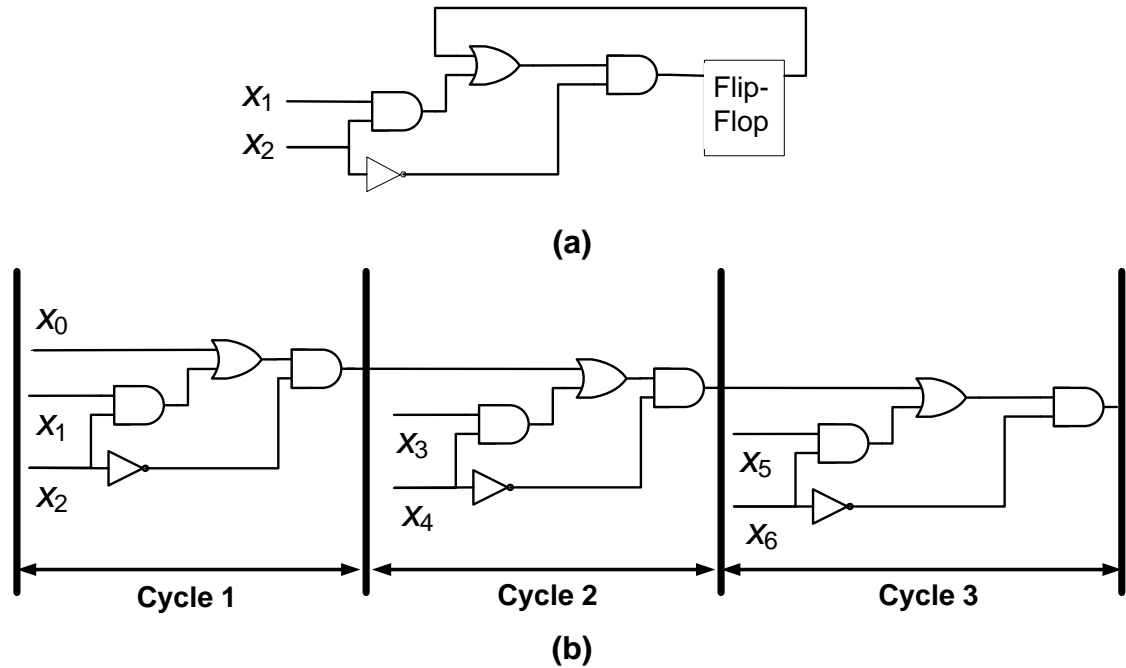 x1
x2
Flip-
Flop
(a)
x0
x1
x2
x3
x4
x5
x6
Cycle 1
Cycle 2
Cycle 3
(b)